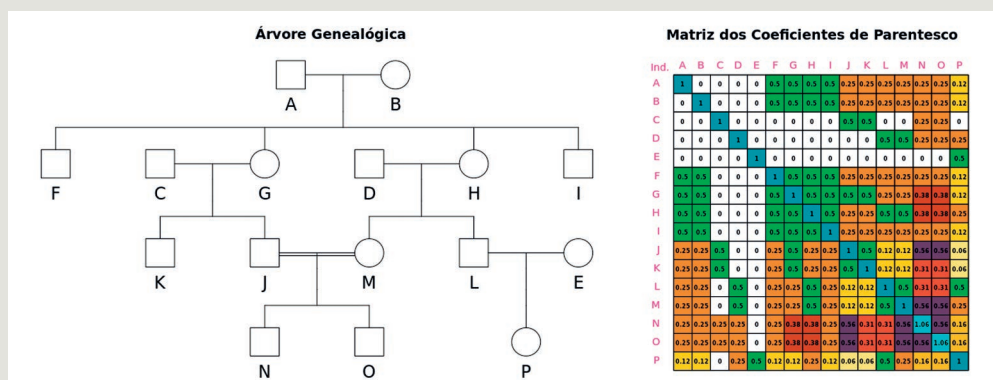 Árvore Genealógica
A B
F C G D H I
K J M L E
N O P
Matriz dos Coeficientes de Parentesco
Ind. A B C D E F G H I J K L M N O P
A 1 0 0 0 0 0.5 0.5 0.5 0.5 0.25 0.25 0.25 0.25 0.25 0.25 0.12
B 0 1 0 0 0 0.5 0.5 0.5 0.5 0.25 0.25 0.25 0.25 0.25 0.25 0.12
C 0 0 1 0 0 0 0 0 0 0.5 0.5 0 0 0.25 0.25 0
D 0 0 0 1 0 0 0 0 0 0 0 0.5 0.5 0.25 0.25 0.25
E 0 0 0 0 1 0 0 0 0 0 0 0 0 0 0 0.5
F 0.5 0.5 0 0 0 1 0.5 0.5 0.5 0.25 0.25 0.25 0.25 0.25 0.25 0.12
G 0.5 0.5 0 0 0 0.5 1 0.5 0.5 0.5 0.5 0.25 0.25 0.38 0.38 0.12
H 0.5 0.5 0 0 0 0.5 0.5 1 0.5 0.25 0.25 0.5 0.5 0.38 0.38 0.25
I 0.5 0.5 0 0 0 0.5 0.5 0.5 1 0.25 0.25 0.25 0.25 0.25 0.25 0.12
J 0.25 0.25 0.5 0 0 0.25 0.5 0.25 0.25 1 0.5 0.12 0.12 0.56 0.56 0.06
K 0.25 0.25 0.5 0 0 0.25 0.5 0.25 0.25 0.5 1 0.12 0.12 0.31 0.31 0.06
L 0.25 0.25 0 0.5 0 0.25 0.25 0.5 0.25 0.12 0.12 1 0.5 0.31 0.31 0.5
M 0.25 0.25 0 0.5 0 0.25 0.25 0.5 0.25 0.12 0.12 0.5 1 0.56 0.56 0.25
N 0.25 0.25 0.25 0.25 0 0.25 0.38 0.38 0.25 0.56 0.31 0.31 0.56 1.06 0.56 0.16
O 0.25 0.25 0.25 0.25 0 0.25 0.38 0.38 0.25 0.56 0.31 0.31 0.56 0.56 1.06 0.16
P 0.12 0.12 0 0.25 0.5 0.12 0.12 0.25 0.12 0.06 0.06 0.5 0.25 0.16 0.16 1